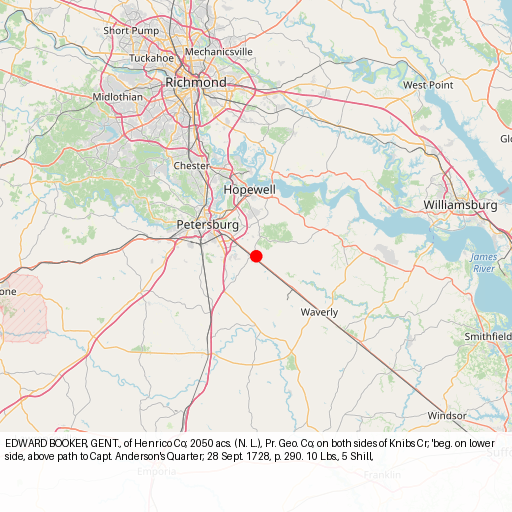 Short Pump
Mechanicsville
Tuckahoe
Richmond
West Point
Midlothian
Glo
Chester
Hopewell
Williamsburg
Petersburg
James
River
one
Waverly
Smithfield
Windsor
EDWARD BOOKER, GENT., of Henrico Co; 2050 acs. (N. L.), Pr. Geo. Co; on both sides of Knibs Cr; 'beg. on lower
side, above path to Capt. Anderson's Quarter; 28 Sept. 1728, p. 290. 10 Lbs, 5 Shill,
Suffo
Emporia
Franklin